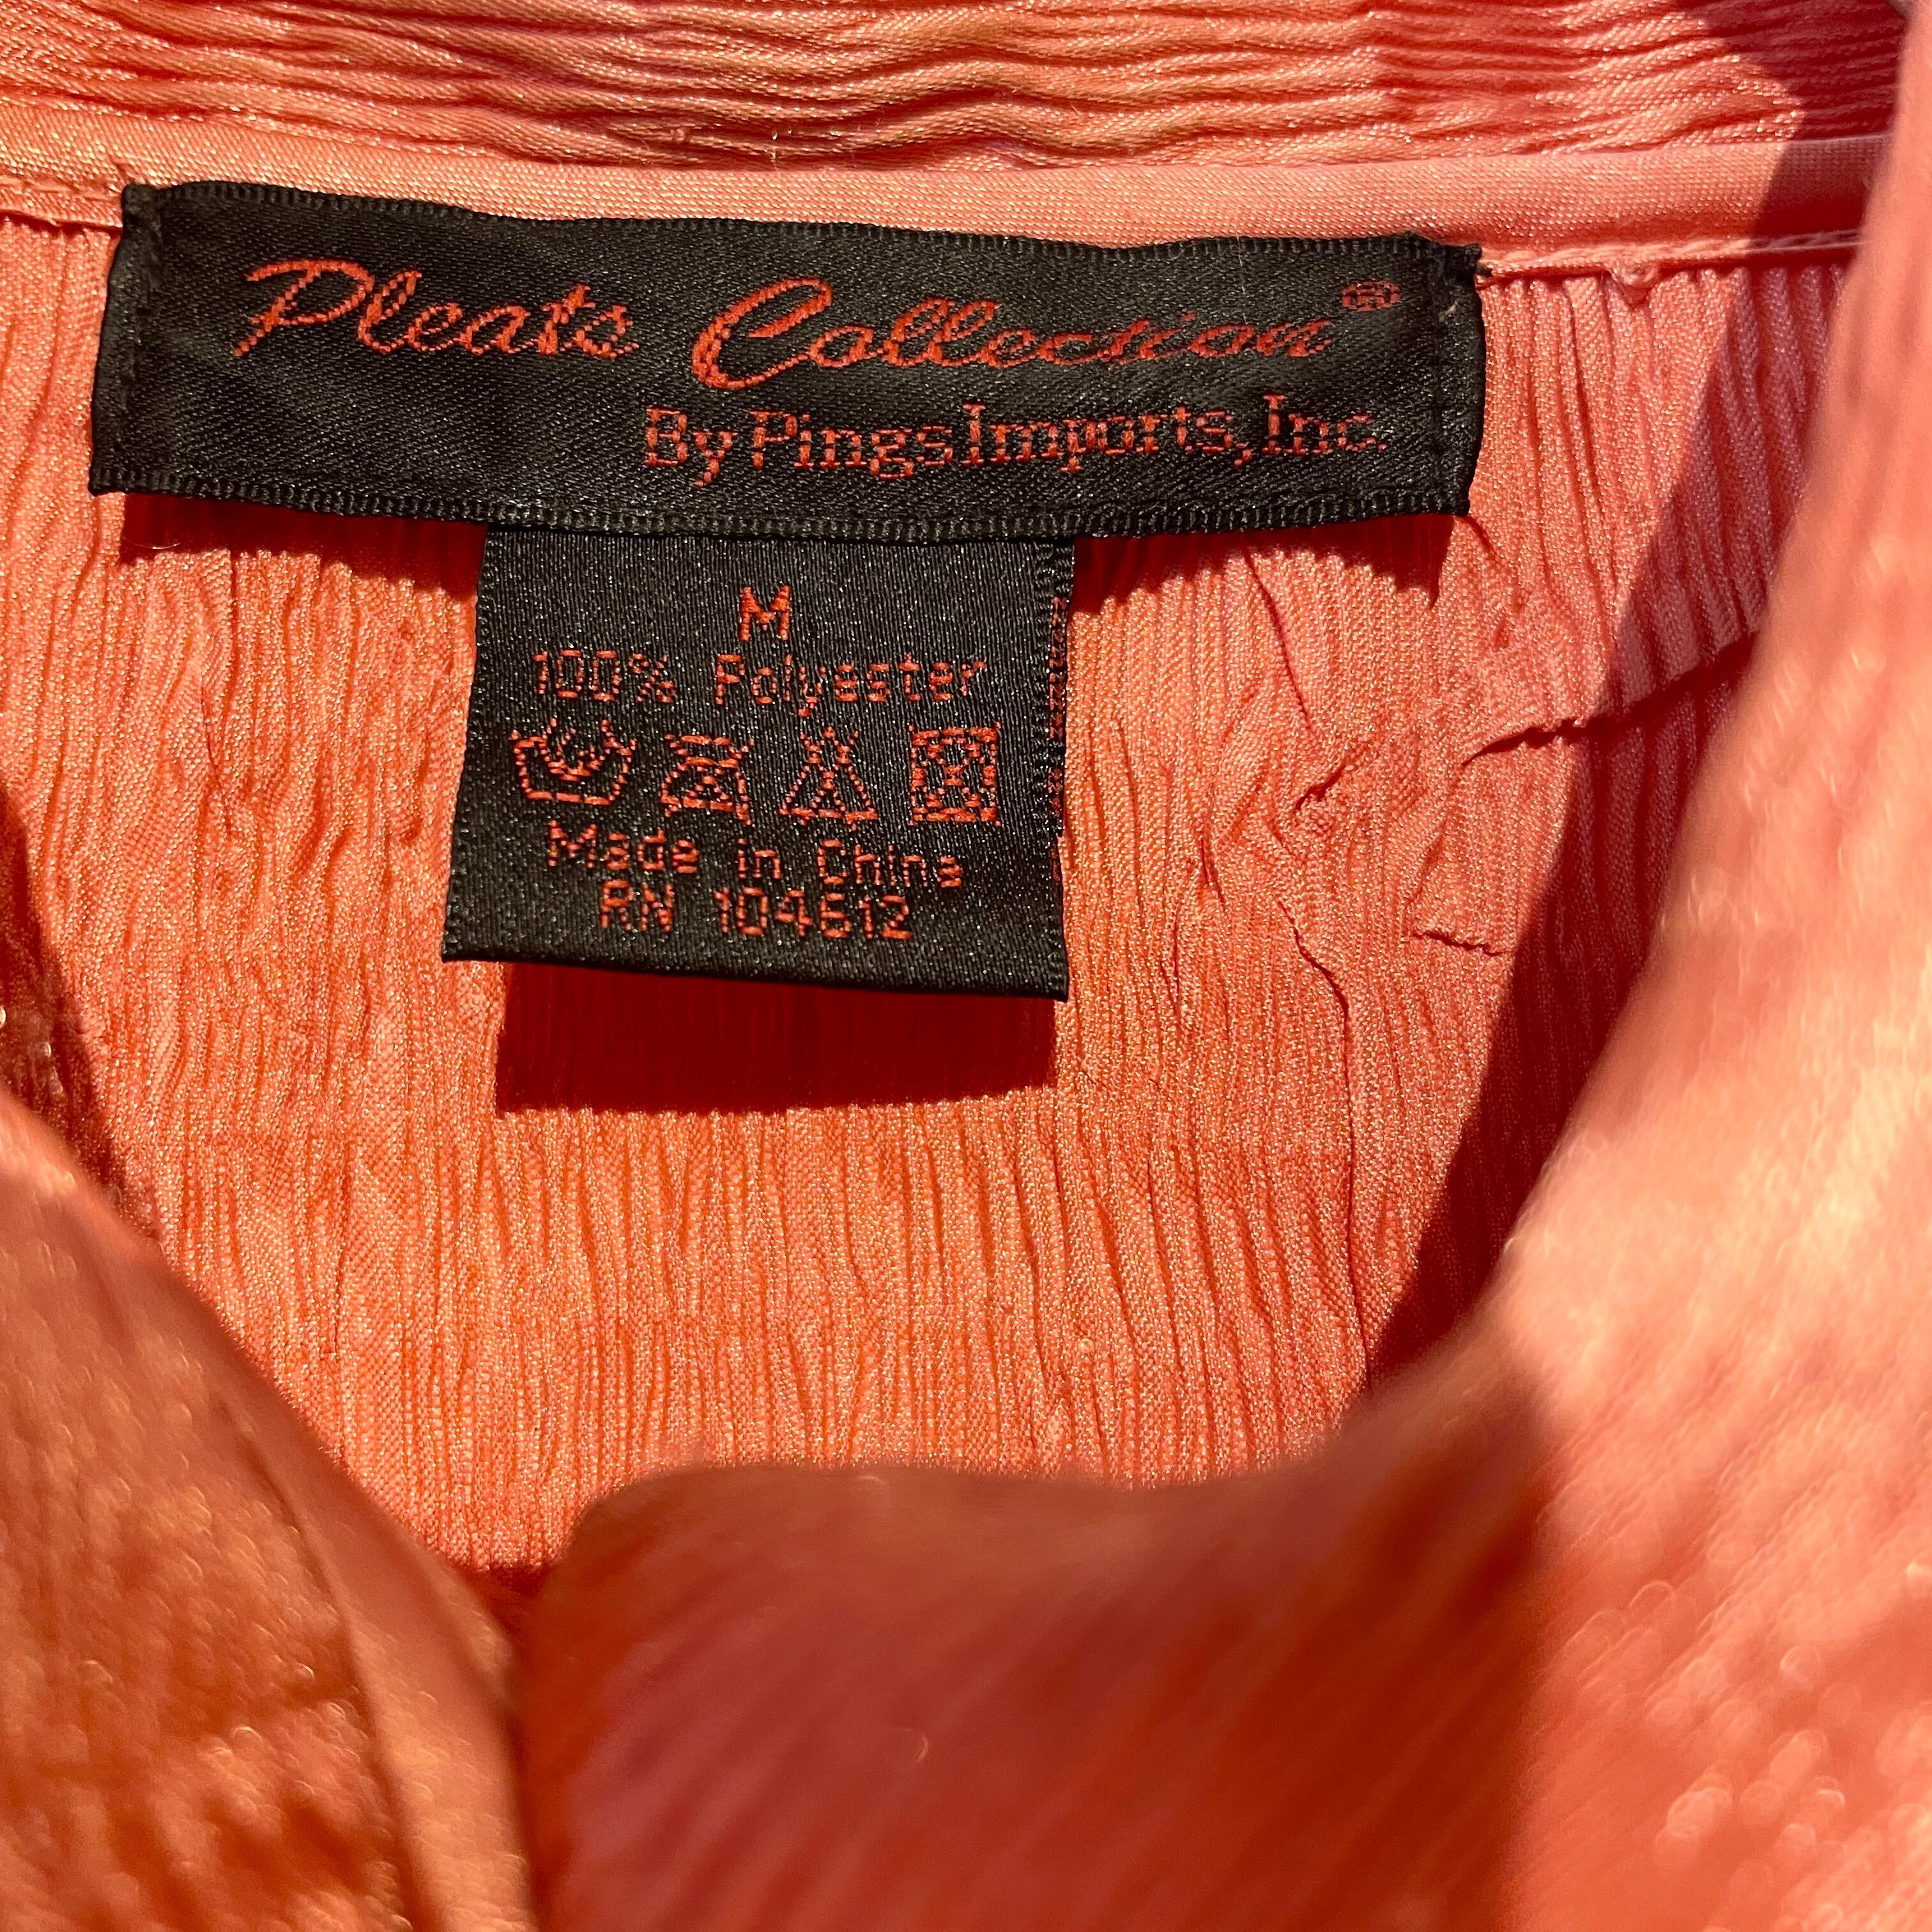 Pleats Collection®
By Pings Imports, Inc.
M
100% Polyester
Made in China
RN 104612